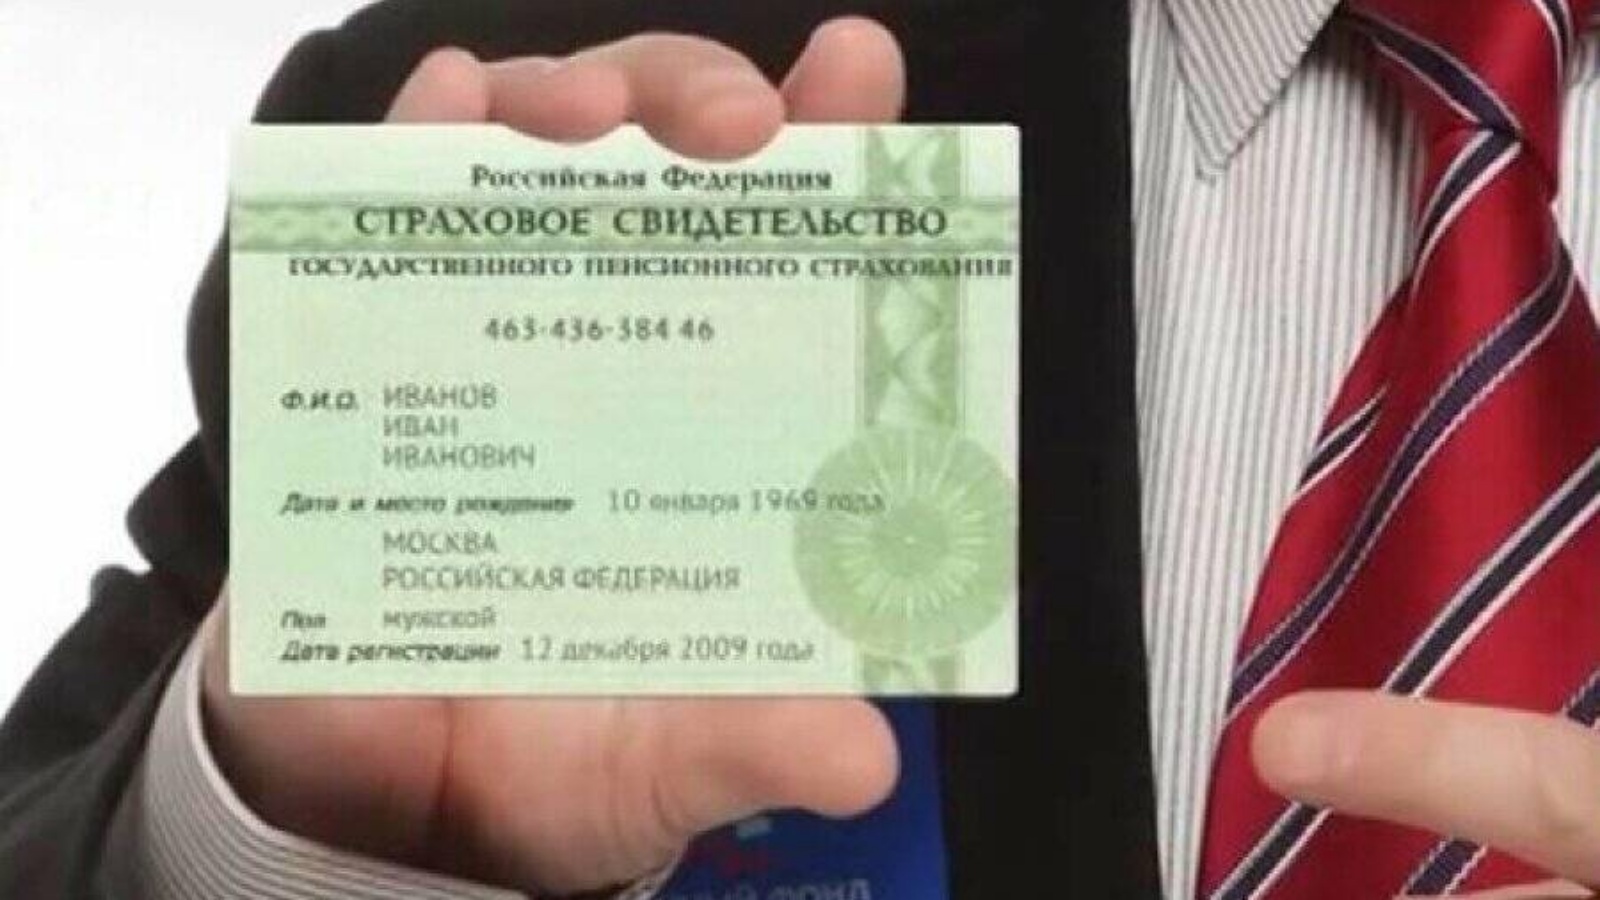 Российская Федерация
СТРАХОВОЕ СВИДЕТЕЛЬСТВО
ГОСУДАРСТВЕННОГО ПЕНСИОННОГО СТРАХОВАНИЯ
463-436-384 46
Ф.И.О. ИВАНОВ
ИВАН
ИВАНОВИЧ
Дата и место рождения 10 января 1969 года
МОСКВА
РОССИЙСКАЯ ФЕДЕРАЦИЯ
Пол мужской
Дата регистрации 12 декабря 2009 года
ФОНД